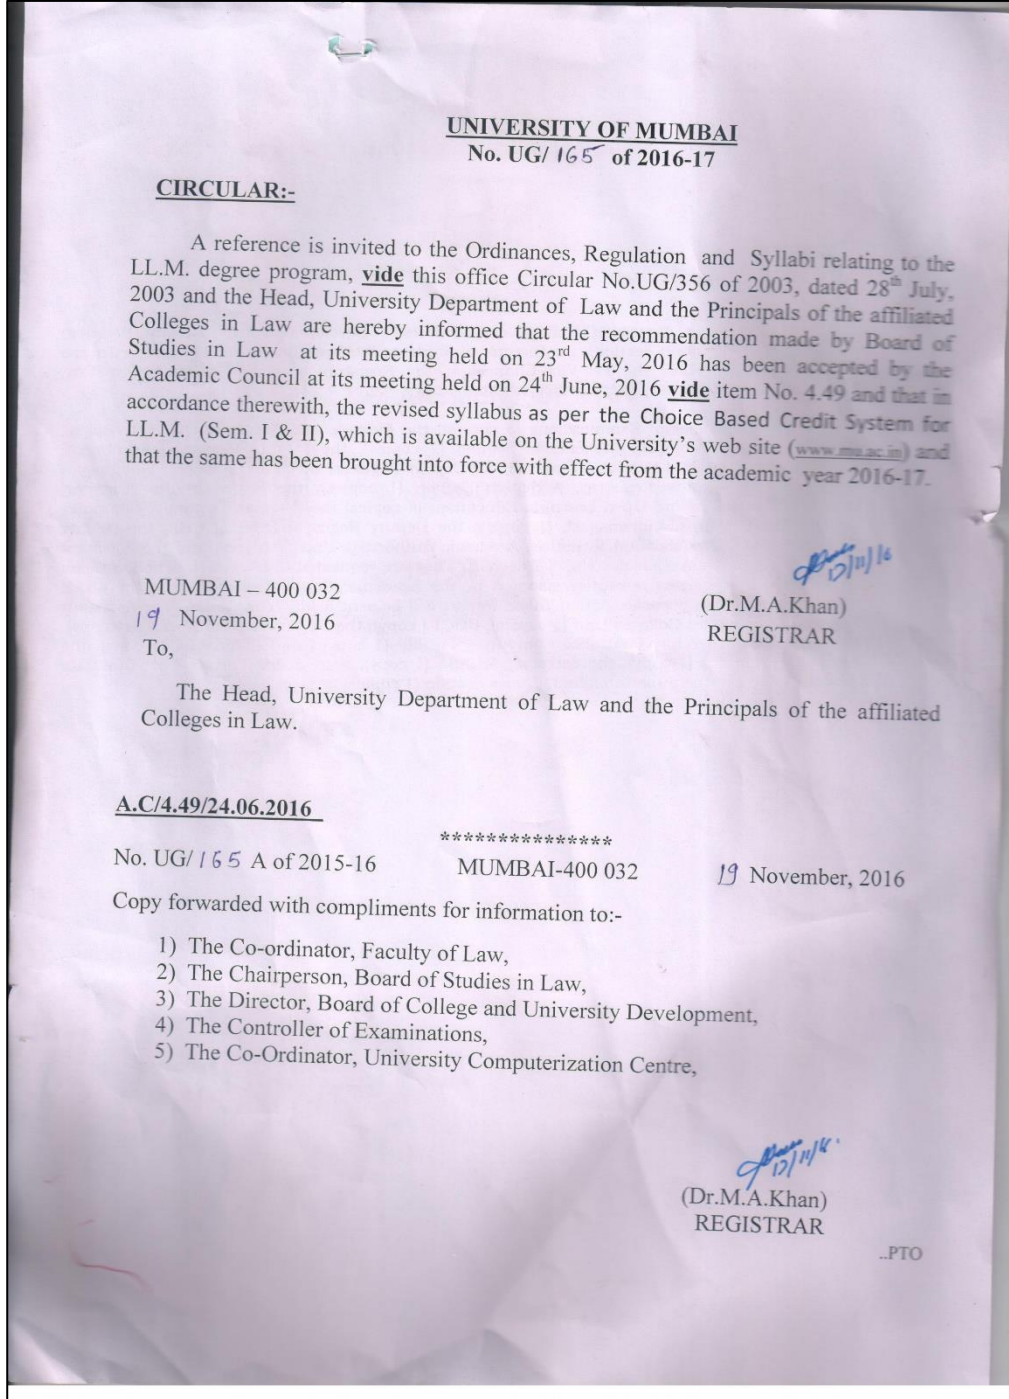 UNIVERSITY OF MUMBAI
No. UG/ 165 of 2016-17
CIRCULAR:-
A reference is invited to the Ordinances, Regulation and Syllabi relating to the
LL.M. degree program, vide this office Circular No.UG/356 of 2003, dated 28th July,
2003 and the Head, University Department of Law and the Principals of the affiliated
Colleges in Law are hereby informed that the recommendation made by Board of
Studies in Law at its meeting held on 23rd May, 2016 has been accepted by the
Academic Council at its meeting held on 24th June, 2016 vide item No. 4.49 and that in
accordance therewith, the revised syllabus as per the Choice Based Credit System for
LL.M. (Sem. I & II), which is available on the University's web site (www.mu.ac.in) and
that the same has been brought into force with effect from the academic year 2016-17.
MUMBAI – 400 032
19 November, 2016
(Dr.M.A.Khan)
REGISTRAR
To,
The Head, University Department of Law and the Principals of the affiliated
Colleges in Law.
A.C/4.49/24.06.2016
***************
No. UG/ 165 A of 2015-16 MUMBAI-400 032 19 November, 2016
Copy forwarded with compliments for information to:-
1) The Co-ordinator, Faculty of Law,
2) The Chairperson, Board of Studies in Law,
3) The Director, Board of College and University Development,
4) The Controller of Examinations,
5) The Co-Ordinator, University Computerization Centre,
(Dr.M.A.Khan)
REGISTRAR
..PTO